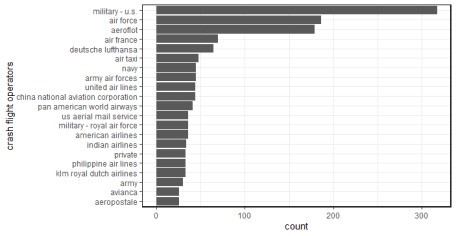 military - u.s.
air force
aeroflot
air france
deutsche lufthansa
air taxi
navy
army air forces
united air lines
china national aviation corporation
pan american world airways
us aerial mail service
military - royal air force
american airlines
indian airlines
private
philippine air lines
klm royal dutch airlines
army
avianca
aeropostale
crash flight operators
0
100
200
300
count